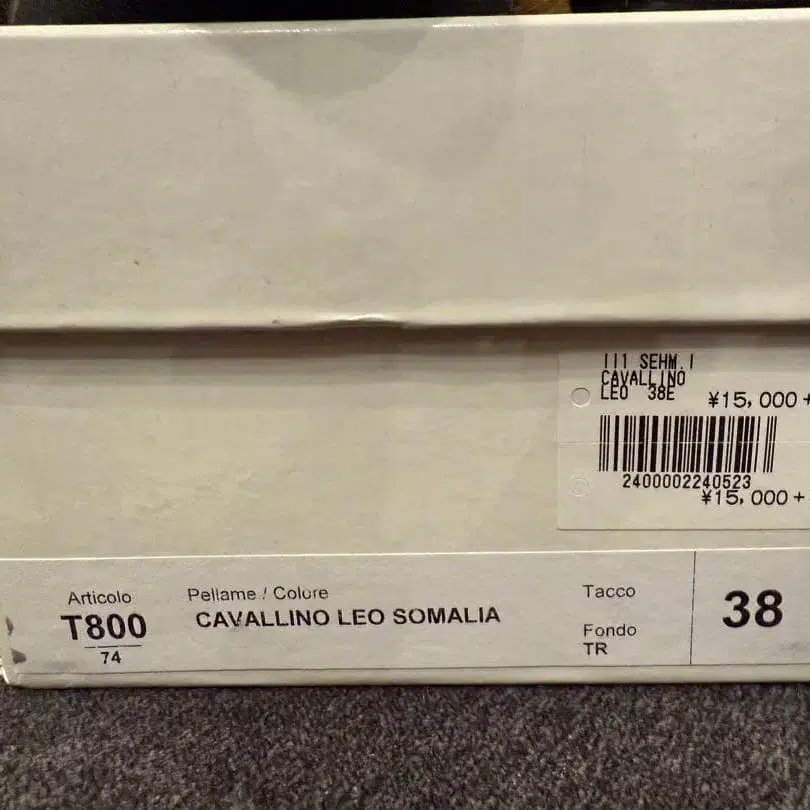 111 SEHM.I
CAVALLINO
LEO 38E
¥15,000+
2400002240523
¥15,000+
Articolo
T800
74
Pellame / Colore
CAVALLINO LEO SOMALIA
Tacco
Fondo
TR
38